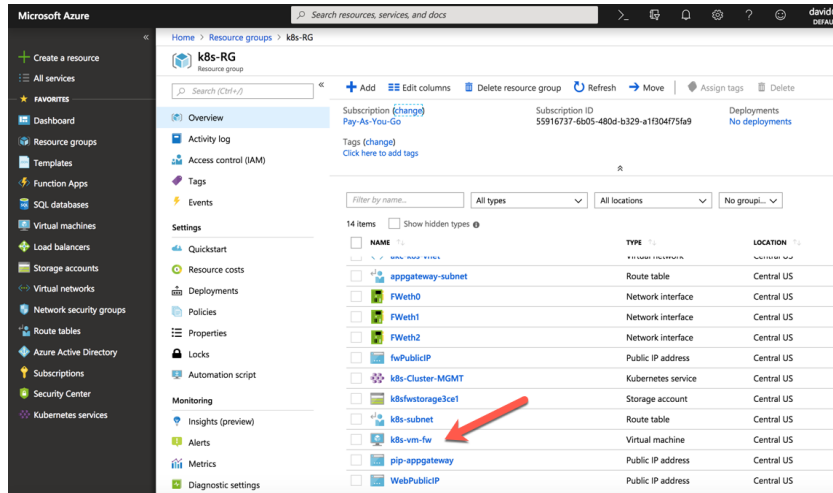 Microsoft Azure
Search resources, services, and docs
david
DEFAU
Create a resource
All services
FAVORITES
Dashboard
Resource groups
Templates
Function Apps
SQL databases
Virtual machines
Load balancers
Storage accounts
Virtual networks
Network security groups
Route tables
Azure Active Directory
Subscriptions
Security Center
Kubernetes services
Home > Resource groups > k8s-RG
k8s-RG
Resource group
Search (Ctrl+/)
Overview
Activity log
Access control (IAM)
Tags
Events
Settings
Quickstart
Resource costs
Deployments
Policies
Properties
Locks
Automation script
Monitoring
Insights (preview)
Alerts
Metrics
Diagnostic settings
Add Edit columns Delete resource group Refresh Move Assign tags Delete
Subscription (change) Subscription ID Deployments
Pay-As-You-Go 55916737-6b05-480d-b329-a1f304f75fa9 No deployments
Tags (change)
Click here to add tags
Filter by name... All types All locations No groupi...
14 items Show hidden types
NAME TYPE LOCATION
akc-k8s-vnet Virtual network Central US
appgateway-subnet Route table Central US
FWeth0 Network interface Central US
FWeth1 Network interface Central US
FWeth2 Network interface Central US
fwPublicIP Public IP address Central US
k8s-Cluster-MGMT Kubernetes service Central US
k8sfwstorage3ce1 Storage account Central US
k8s-subnet Route table Central US
k8s-vm-fw Virtual machine Central US
pip-appgateway Public IP address Central US
WebPublicIP Public IP address Central US